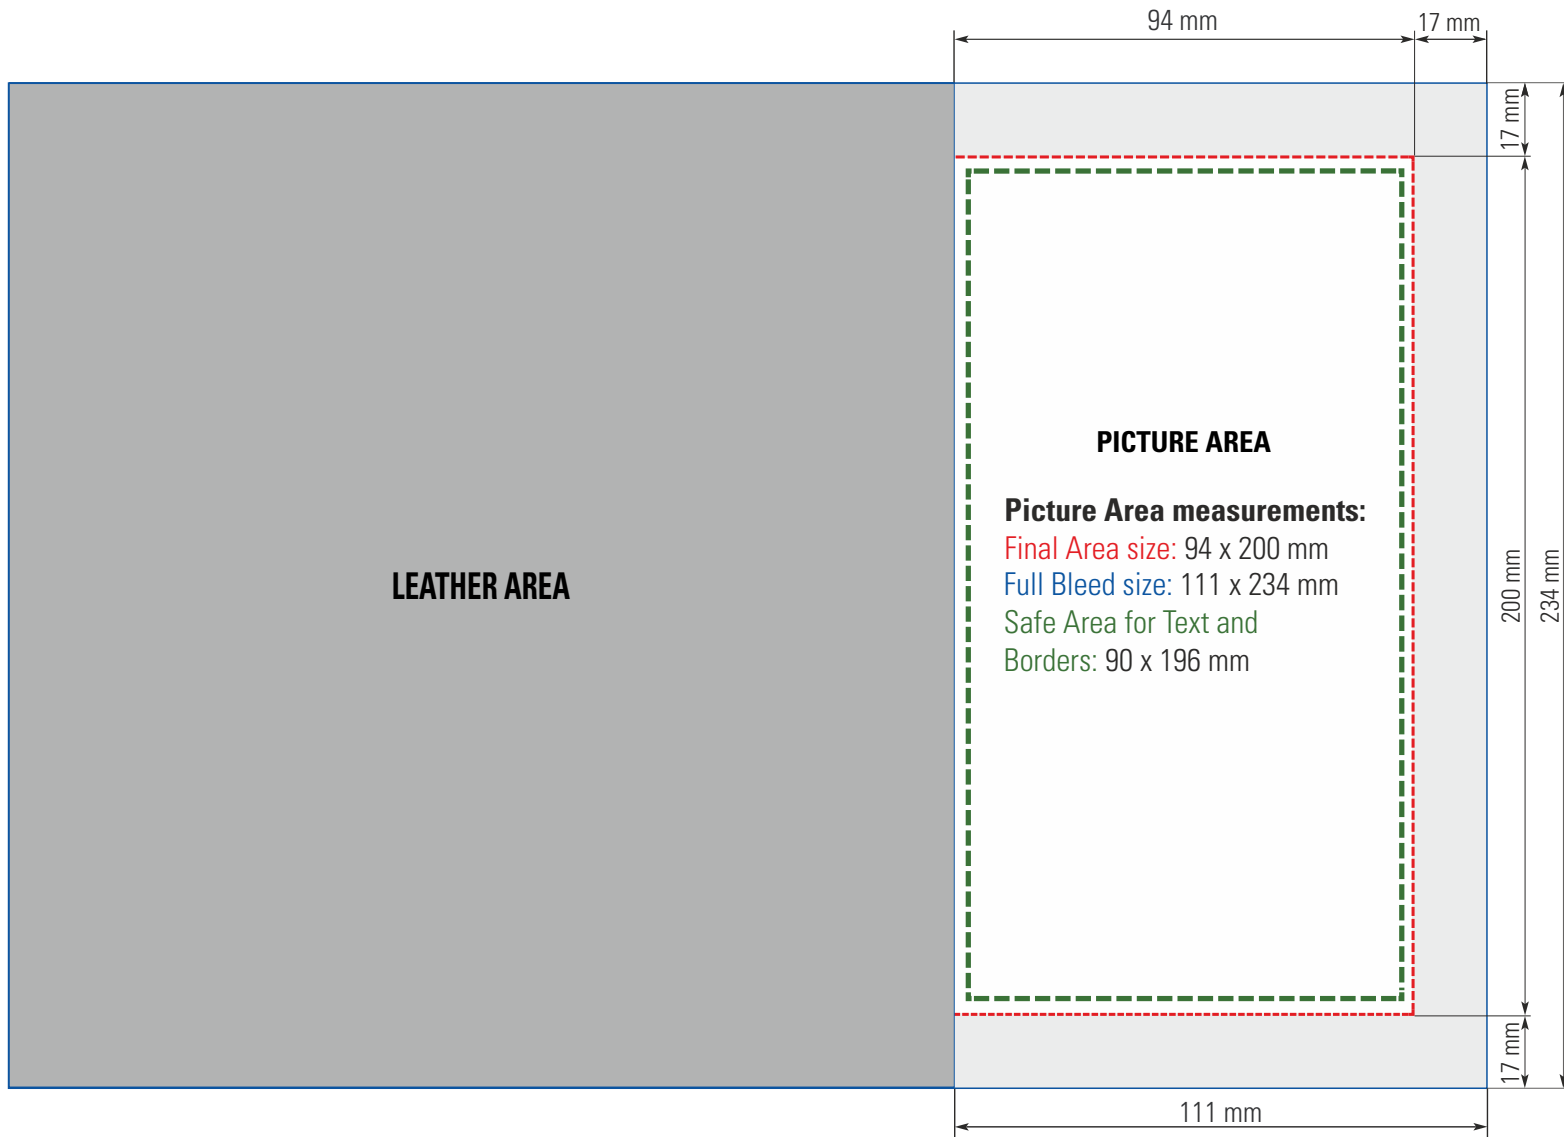 94 mm
17 mm
17 mm
LEATHER AREA
PICTURE AREA
Picture Area measurements:
Final Area size: 94 x 200 mm
Full Bleed size: 111 x 234 mm
Safe Area for Text and
Borders: 90 x 196 mm
200 mm
234 mm
17 mm
111 mm